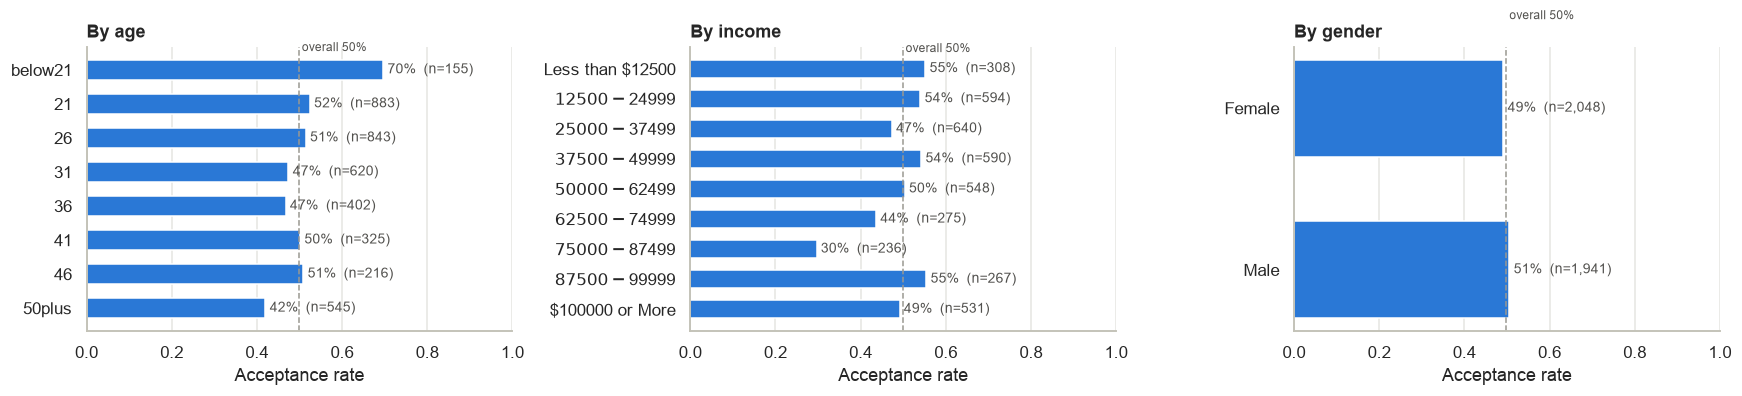 By age
overall 50%
below21
70% (n=155)
21
52% (n=883)
26
51% (n=843)
31
47% (n=620)
36
47% (n=402)
41
50% (n=325)
46
51% (n=216)
50plus
42% (n=545)
0.0 0.2 0.4 0.6 0.8 1.0
Acceptance rate
By income
overall 50%
Less than $12500
55% (n=308)
12500 − 24999
54% (n=594)
25000 − 37499
47% (n=640)
37500 − 49999
54% (n=590)
50000 − 62499
50% (n=548)
62500 − 74999
44% (n=275)
75000 − 87499
30% (n=236)
87500 − 99999
55% (n=267)
$100000 or More
49% (n=531)
0.0 0.2 0.4 0.6 0.8 1.0
Acceptance rate
By gender
overall 50%
Female
49% (n=2,048)
Male
51% (n=1,941)
0.0 0.2 0.4 0.6 0.8 1.0
Acceptance rate